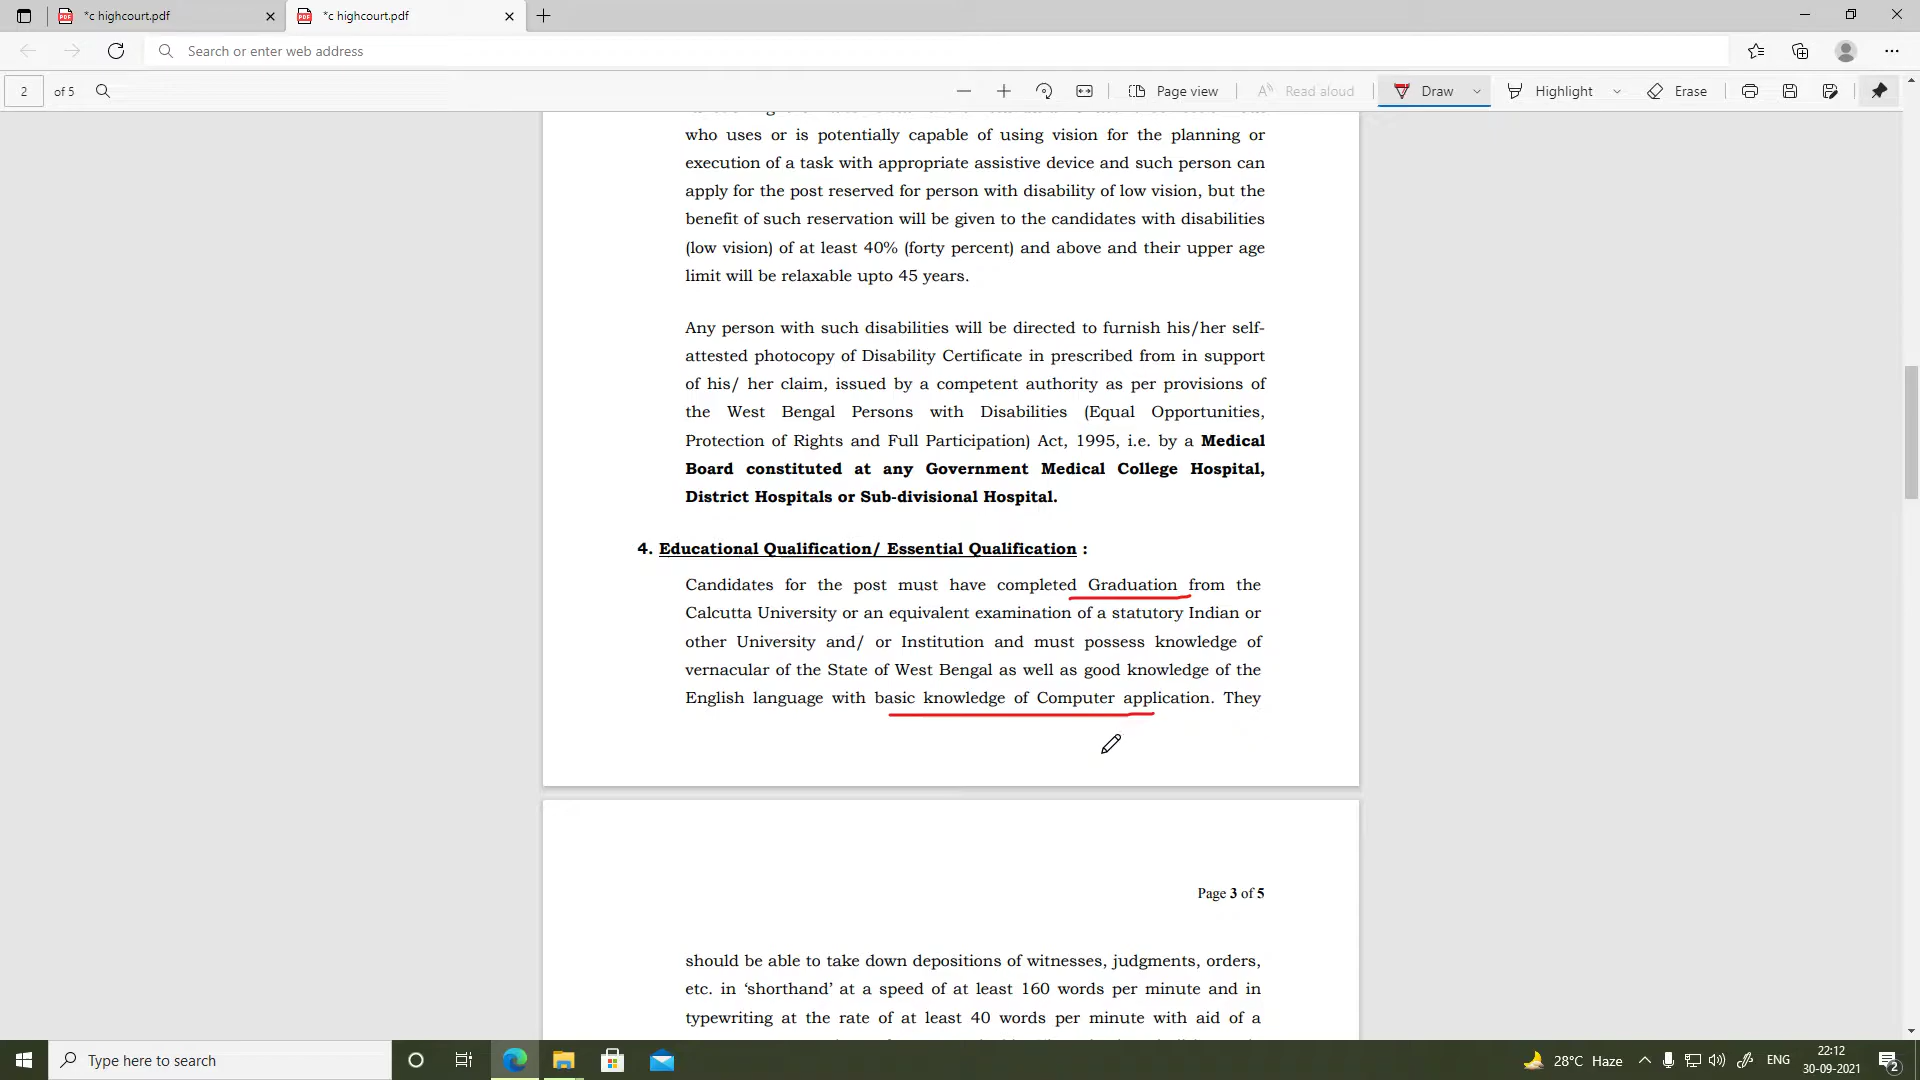 *c highcourt.pdf
*c highcourt.pdf
Search or enter web address
2 of 5
Page view
Read aloud
Draw
Highlight
Erase
who uses or is potentially capable of using vision for the planning or
execution of a task with appropriate assistive device and such person can
apply for the post reserved for person with disability of low vision, but the
benefit of such reservation will be given to the candidates with disabilities
(low vision) of at least 40% (forty percent) and above and their upper age
limit will be relaxable upto 45 years.
Any person with such disabilities will be directed to furnish his/her self-
attested photocopy of Disability Certificate in prescribed from in support
of his/ her claim, issued by a competent authority as per provisions of
the West Bengal Persons with Disabilities (Equal Opportunities,
Protection of Rights and Full Participation) Act, 1995, i.e. by a Medical
Board constituted at any Government Medical College Hospital,
District Hospitals or Sub-divisional Hospital.
4. Educational Qualification/ Essential Qualification :
Candidates for the post must have completed Graduation from the
Calcutta University or an equivalent examination of a statutory Indian or
other University and/ or Institution and must possess knowledge of
vernacular of the State of West Bengal as well as good knowledge of the
English language with basic knowledge of Computer application. They
Page 3 of 5
should be able to take down depositions of witnesses, judgments, orders,
etc. in ‘shorthand’ at a speed of at least 160 words per minute and in
typewriting at the rate of at least 40 words per minute with aid of a
Type here to search
28°C Haze
ENG
22:12
30-09-2021
2